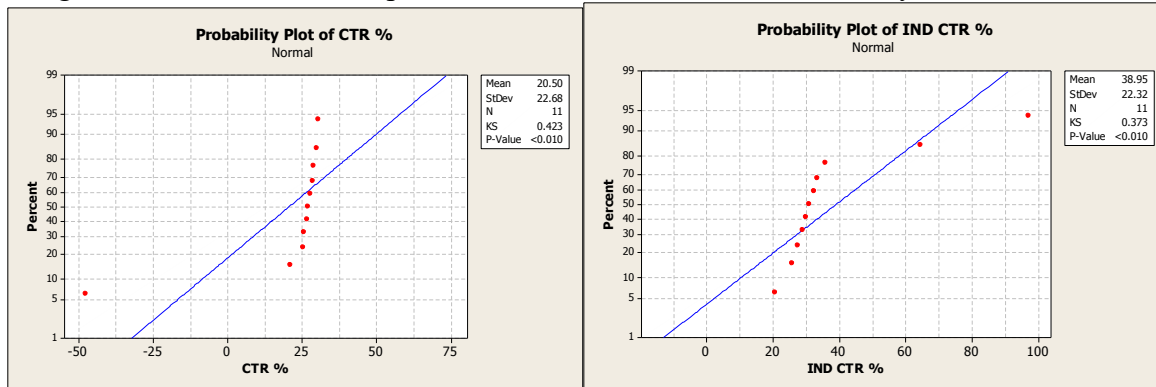 Probability Plot of CTR %
Normal
99
95
90
80
70
60
50
40
30
20
10
5
1
Percent
-50
-25
0
25
50
75
CTR %
Mean 20.50
StDev 22.68
N 11
KS 0.423
P-Value <0.010
Probability Plot of IND CTR %
Normal
99
95
90
80
70
60
50
40
30
20
10
5
1
Percent
0
20
40
60
80
100
IND CTR %
Mean 38.95
StDev 22.32
N 11
KS 0.373
P-Value <0.010